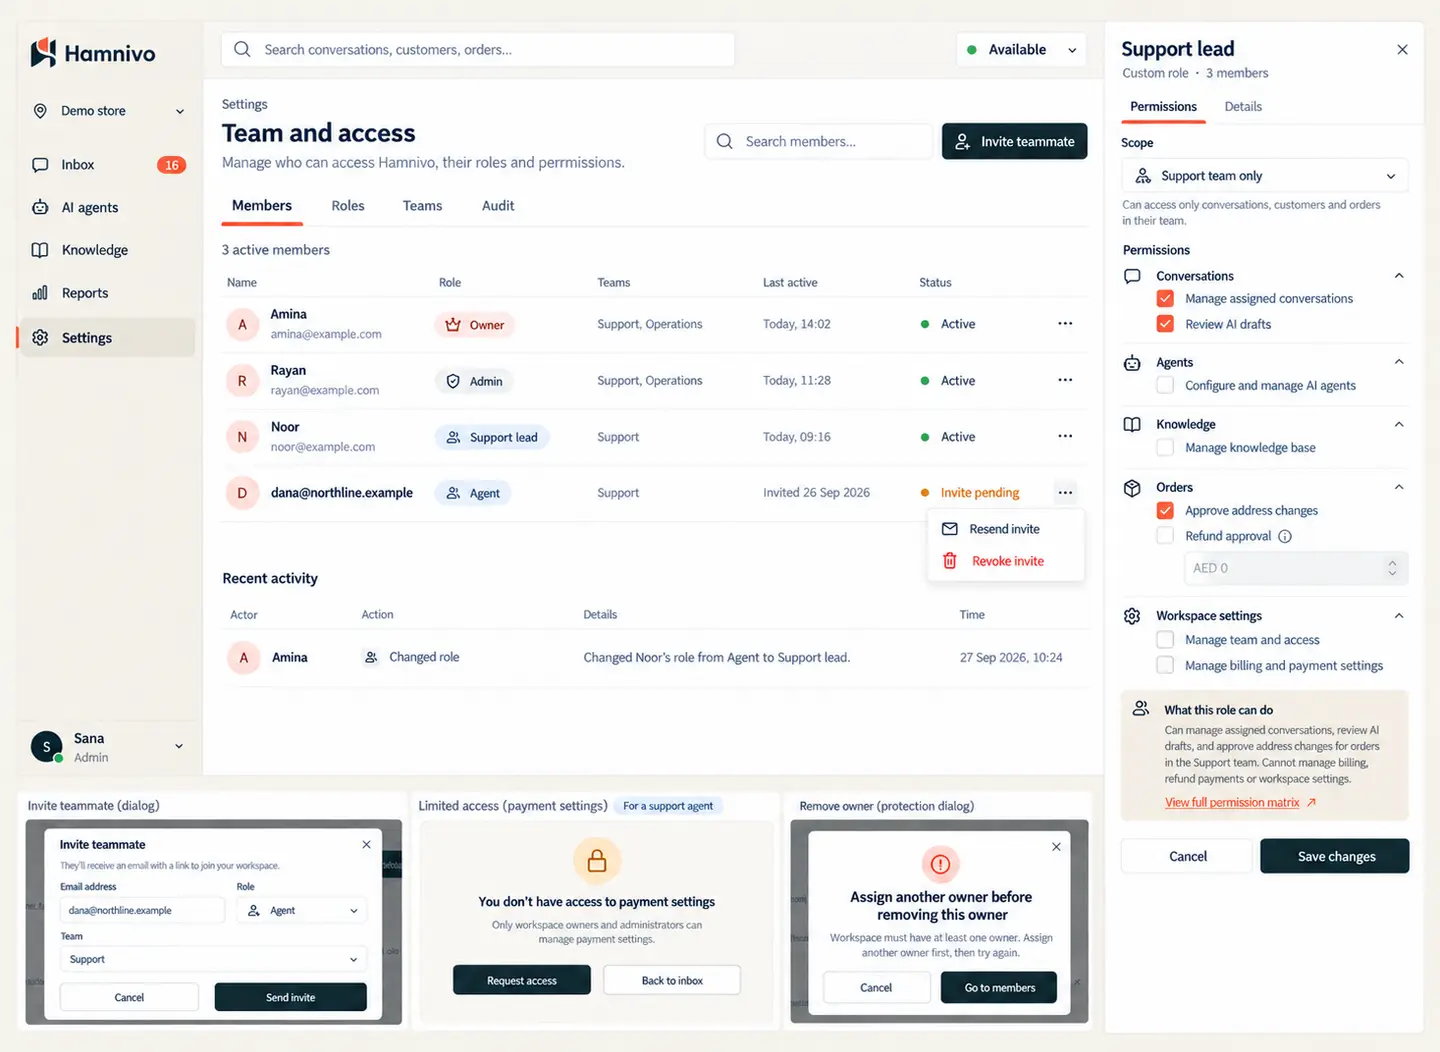 Hamnivo
Demo store
Inbox
16
AI agents
Knowledge
Reports
Settings
S
Sana
Admin
Search conversations, customers, orders...
Available
Settings
Team and access
Manage who can access Hamnivo, their roles and perrmissions.
Search members...
Invite teammate
Members
Roles
Teams
Audit
3 active members
Name
Role
Teams
Last active
Status
A
Amina
amina@example.com
Owner
Support, Operations
Today, 14:02
Active
R
Rayan
rayan@example.com
Admin
Support, Operations
Today, 11:28
Active
N
Noor
noor@example.com
Support lead
Support
Today, 09:16
Active
D
dana@northline.example
Agent
Support
Invited 26 Sep 2026
Invite pending
Resend invite
Revoke invite
Recent activity
Actor
Action
Details
Time
A
Amina
Changed role
Changed Noor's role from Agent to Support lead.
27 Sep 2026, 10:24
Support lead
Custom role · 3 members
Permissions
Details
Scope
Support team only
Can access only conversations, customers and orders
in their team.
Permissions
Conversations
Manage assigned conversations
Review AI drafts
Agents
Configure and manage AI agents
Knowledge
Manage knowledge base
Orders
Approve address changes
Refund approval
AED 0
Workspace settings
Manage team and access
Manage billing and payment settings
What this role can do
Can manage assigned conversations, review AI
drafts, and approve address changes for orders
in the Support team. Cannot manage billing,
refund payments or workspace settings.
View full permission matrix
Cancel
Save changes
Invite teammate (dialog)
Invite teammate
They'll receive an email with a link to join your workspace.
Email address
Role
dana@northline.example
Agent
Team
Support
Cancel
Send invite
Limited access (payment settings)
For a support agent
You don't have access to payment settings
Only workspace owners and administrators can
manage payment settings.
Request access
Back to inbox
Remove owner (protection dialog)
Assign another owner before
removing this owner
Workspace must have at least one owner. Assign
another owner first, then try again.
Cancel
Go to members